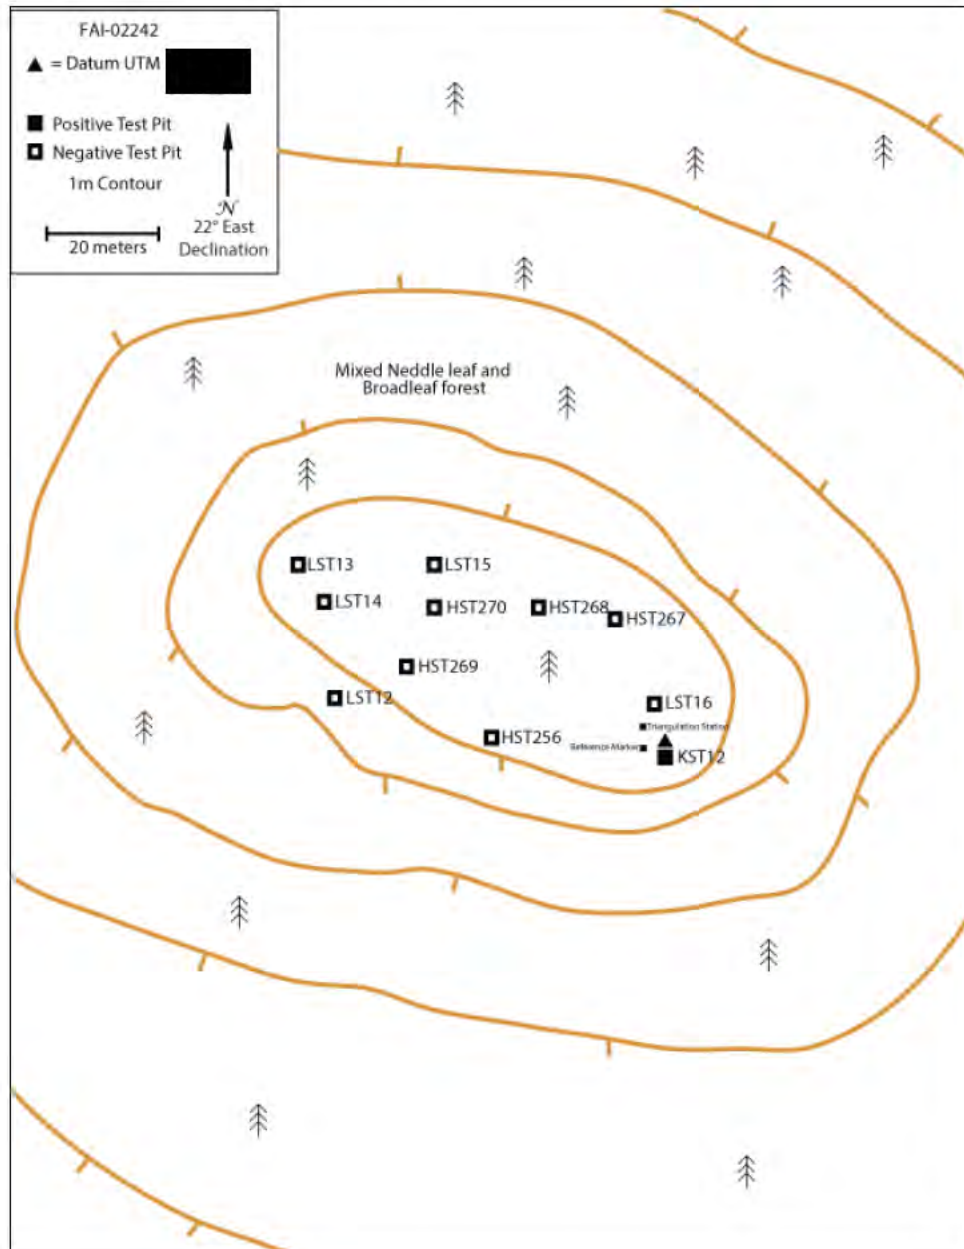 FAI-02242
= Datum UTM
Positive Test Pit
Negative Test Pit
1m Contour
20 meters
N
22° East
Declination
Mixed Neddle leaf and
Broadleaf forest
LST13
LST15
LST14
HST270
HST268
HST267
HST269
LST12
LST16
Triangulation Station
HST256
Reference Marker
KST12